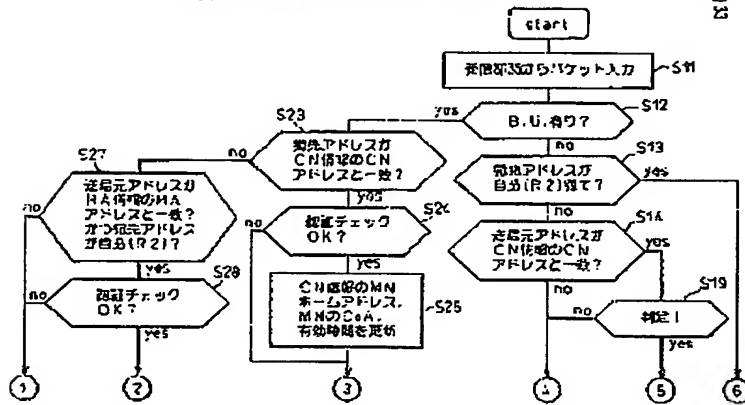 start
受信部33からパケット入力
S11
B.U.有り?
S12
yes
no
S23
宛先アドレスが
CN情報のCN
アドレスと一致?
no
yes
S13
宛先アドレスが
自分(R2)宛て?
yes
no
S27
送信元アドレスが
HA情報のHA
アドレスと一致?
かつ宛先アドレス
が自分(R2)?
no
yes
S24
認証チェック
OK?
no
yes
S14
送信元アドレスが
CN情報のCN
アドレスと一致?
yes
no
S28
認証チェック
OK?
no
yes
S25
CN情報のMN
ホームアドレス,
MNのCoA,
有効時間を更新
S19
判定1
no
yes
1
2
3
4
5
6